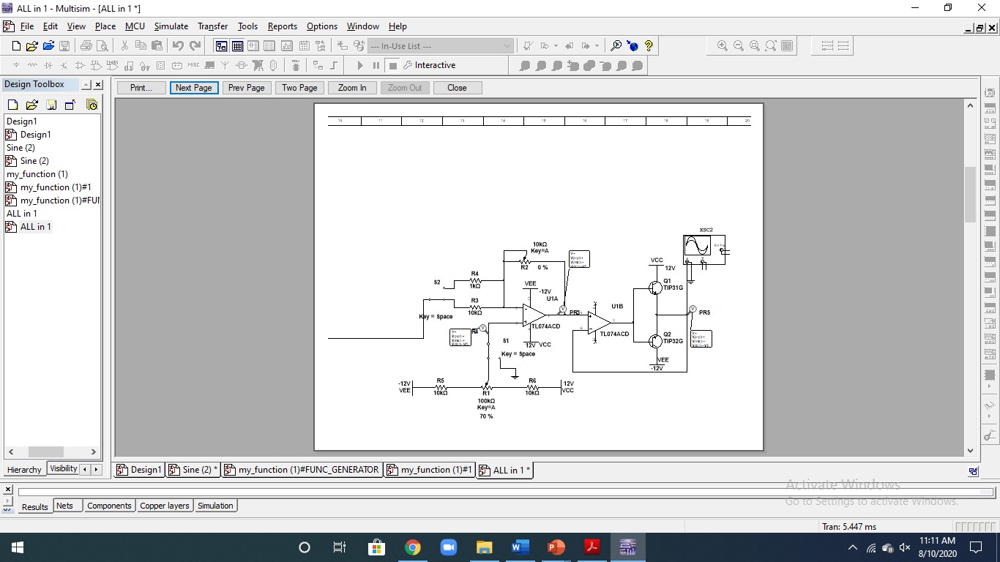 ALL in 1 - Multisim - [ALL in 1 *]
File Edit View Place MCU Simulate Transfer Tools Reports Options Window Help
--- In-Use List ---
MISC
Interactive
Design Toolbox
Print... Next Page Prev Page Two Page Zoom In Zoom Out Close
Design1
Design1
Sine (2)
Sine (2)
my_function (1)
my_function (1)#1
my_function (1)#FUI
ALL in 1
ALL in 1
10 11 12 13 14 15 16 17 18 19 20
XSC2
10kΩ
Key=A
R2 0 %
VCC
12V
R4
1kΩ
S2
VEE
-12V
Q1
TIP31G
U1A
R3
10kΩ
U1B
Key = Space
PR3
PR5
TL074ACD
TL074ACD
Q2
TIP32G
S1
12V VCC
Key = Space
VEE
-12V
-12V
VEE
R5
10kΩ
R1
100kΩ
Key=A
70 %
R6
10kΩ
12V
VCC
Hierarchy Visibility
Design1 Sine (2) * my_function (1)#FUNC_GENERATOR my_function (1)#1 ALL in 1 *
Activate Windows
Go to Settings to activate Windows.
Results Nets Components Copper layers Simulation
Tran: 5.447 ms
11:11 AM
8/10/2020